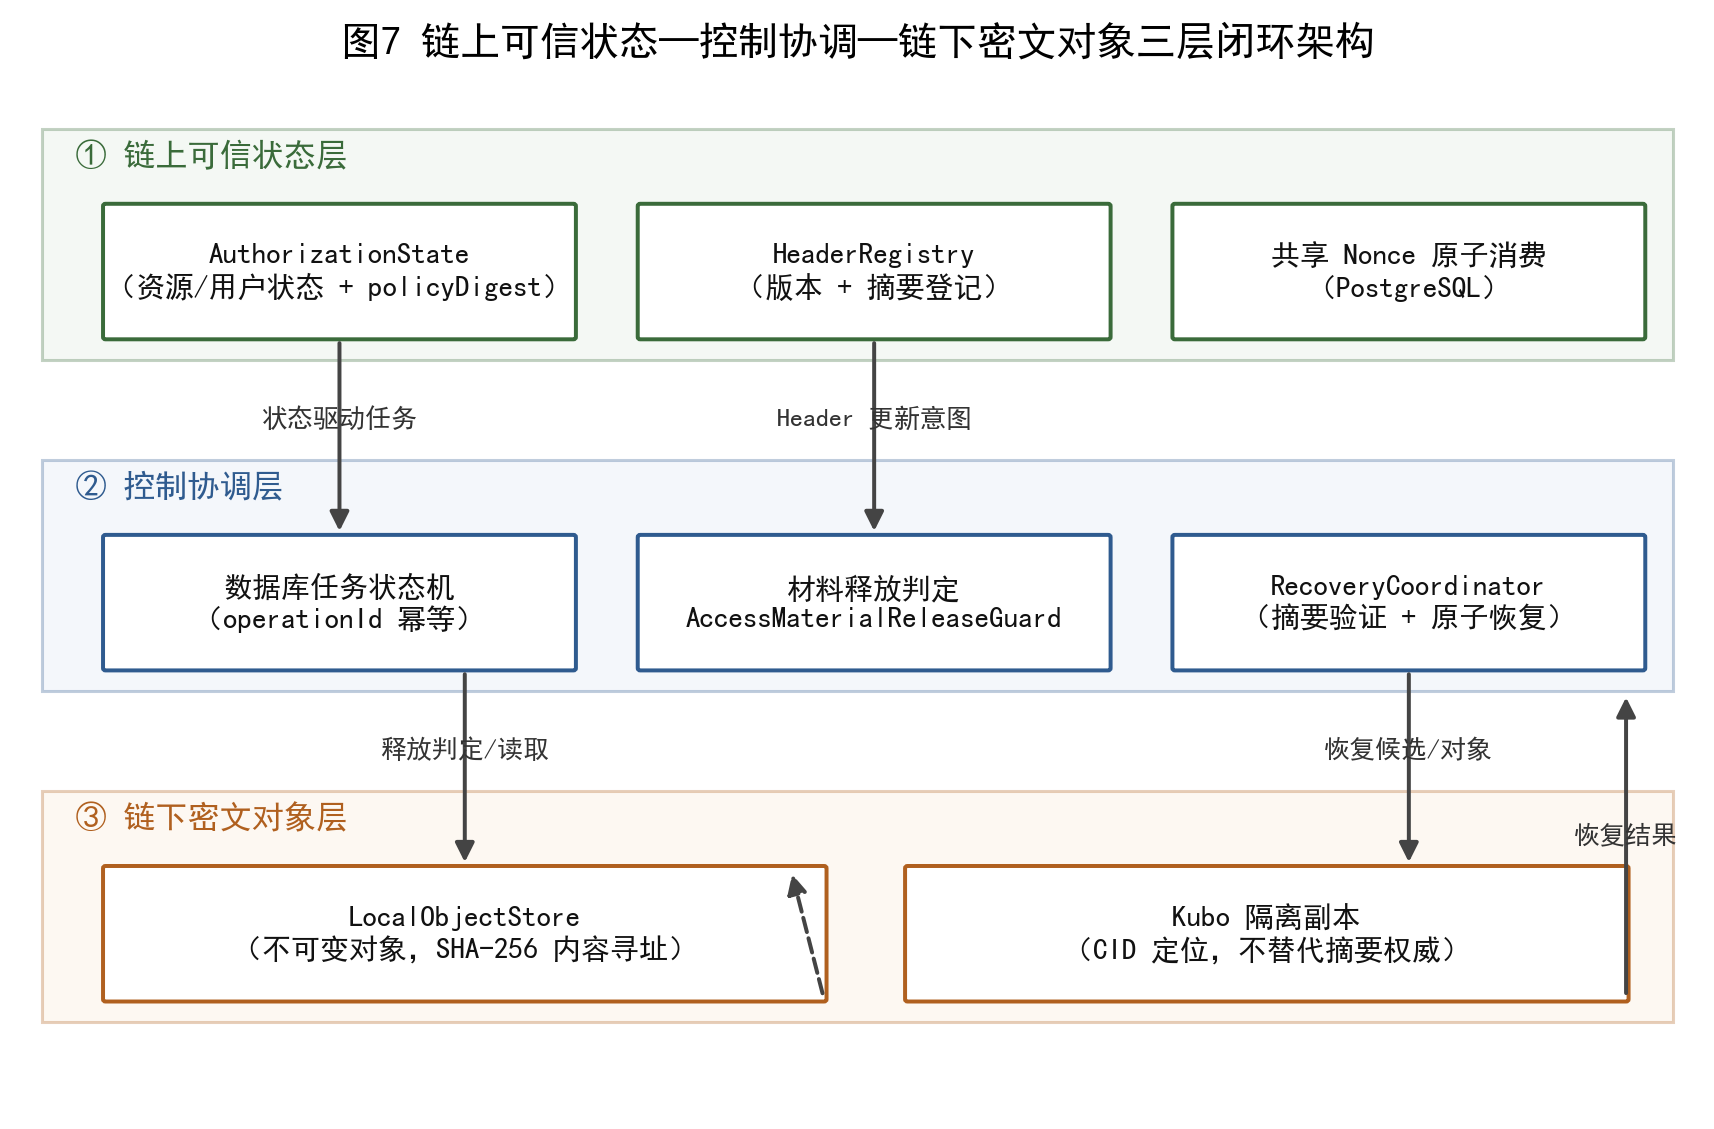 图7 链上可信状态—控制协调—链下密文对象三层闭环架构
① 链上可信状态层
AuthorizationState
（资源/用户状态 + policyDigest）
HeaderRegistry
（版本 + 摘要登记）
共享 Nonce 原子消费
（PostgreSQL）
状态驱动任务
Header 更新意图
② 控制协调层
数据库任务状态机
（operationId 幂等）
材料释放判定
AccessMaterialReleaseGuard
RecoveryCoordinator
（摘要验证 + 原子恢复）
释放判定/读取
恢复候选/对象
③ 链下密文对象层
恢复结果
LocalObjectStore
（不可变对象，SHA-256 内容寻址）
Kubo 隔离副本
（CID 定位，不替代摘要权威）